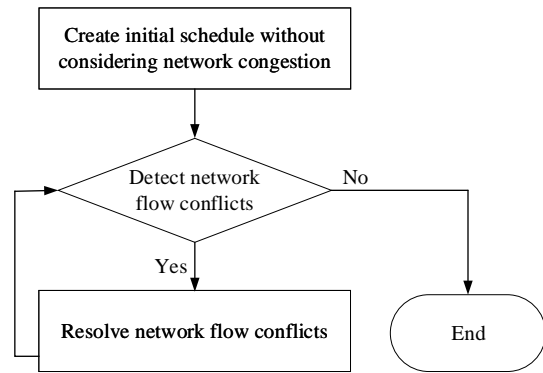 Create initial schedule without
considering network congestion
Detect network
flow conflicts
No
Yes
Resolve network flow conflicts
End